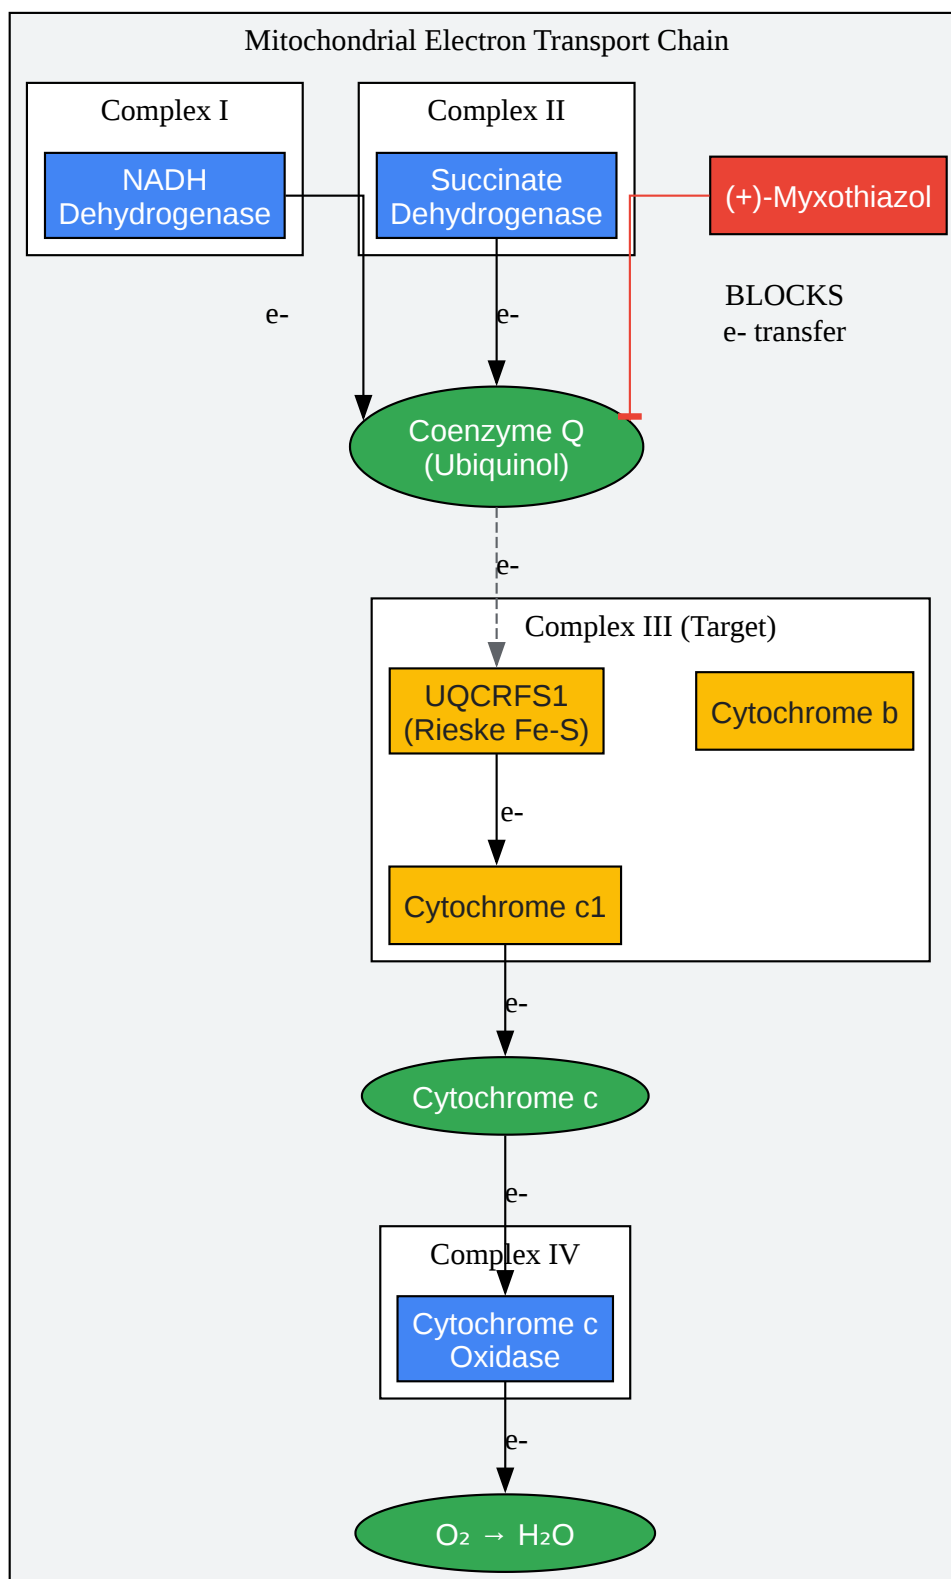 Mitochondrial Electron Transport Chain
Complex I
Complex II
NADH
Dehydrogenase
Succinate
Dehydrogenase
(+)-Myxothiazol
e-
e-
BLOCKS
e- transfer
Coenzyme Q
(Ubiquinol)
e-
Complex III (Target)
UQCRFS1
(Rieske Fe-S)
Cytochrome b
e-
Cytochrome c1
e-
Cytochrome c
e-
Complex IV
Cytochrome c
Oxidase
e-
O₂ → H₂O